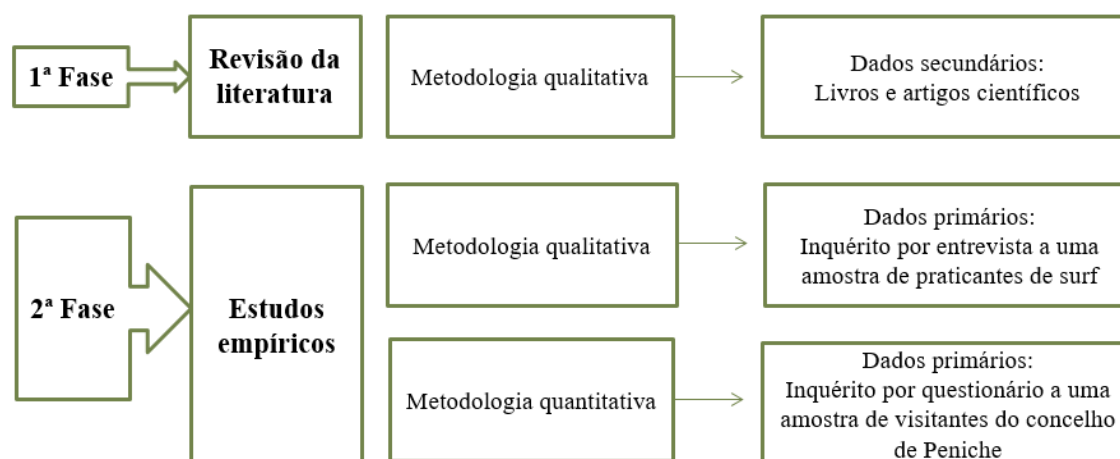 1ª Fase
Revisão da
literatura
Metodologia qualitativa
Dados secundários:
Livros e artigos científicos
2ª Fase
Estudos
empíricos
Metodologia qualitativa
Dados primários:
Inquérito por entrevista a uma
amostra de praticantes de surf
Metodologia quantitativa
Dados primários:
Inquérito por questionário a uma
amostra de visitantes do concelho
de Peniche